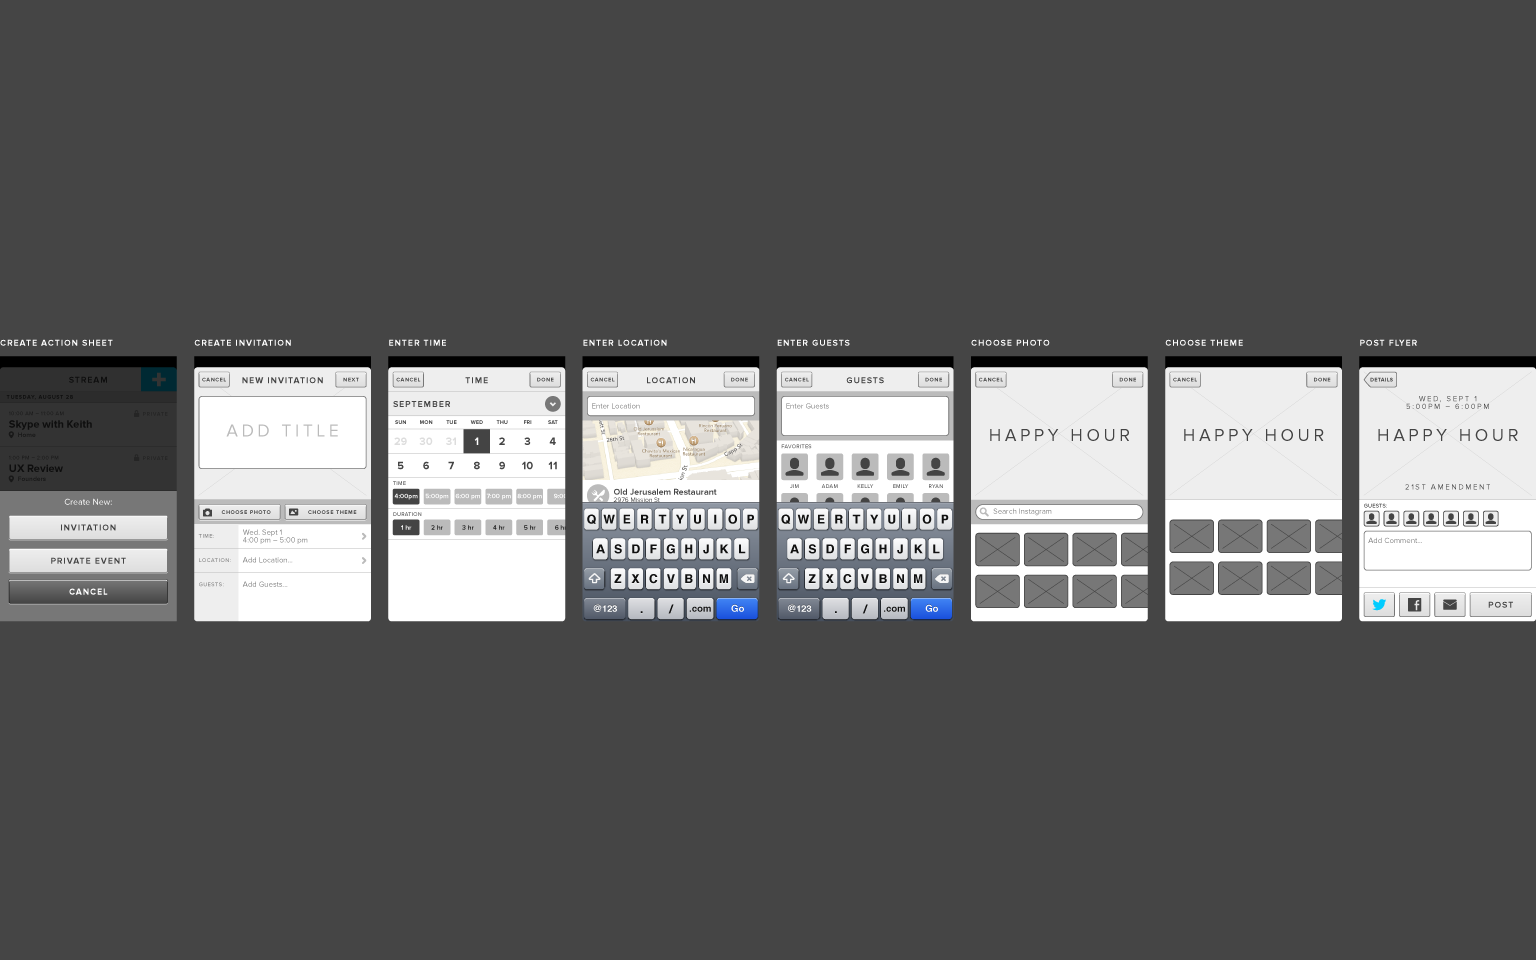 CREATE ACTION SHEET
STREAM
TUESDAY, AUGUST 28
PRIVATE
Skype with Keith
Home
PRIVATE
UX Review
Create New:
INVITATION
PRIVATE EVENT
CANCEL
CREATE INVITATION
CANCEL
NEW INVITATION
NEXT
ADD TITLE
CHOOSE PHOTO
CHOOSE THEME
TIME:
Wed. Sept 1
4:00 pm – 5:00 pm
LOCATION:
Add Location...
GUESTS:
Add Guests...
ENTER TIME
CANCEL
TIME
DONE
SEPTEMBER
SUN MON TUE WED THU FRI SAT
29 30 31 1 2 3 4
5 6 7 8 9 10 11
TIME
4:00pm 5:00pm 6:00 pm 7:00 pm 8:00 pm 9:0
DURATION
1 hr 2 hr 3 hr 4 hr 5 hr 6 h
ENTER LOCATION
CANCEL
LOCATION
DONE
Enter Location
26th St
Capp S
Old Jerusalem Restaurant
2976 Mission St
Q W E R T Y U I O P
A S D F G H J K L
Z X C V B N M
@123 . / .com Go
ENTER GUESTS
CANCEL
GUESTS
DONE
Enter Guests
FAVORITES
JIM ADAM KELLY EMILY RYAN
Q W E R T Y U I O P
A S D F G H J K L
Z X C V B N M
@123 . / .com Go
CHOOSE PHOTO
CANCEL
DONE
HAPPY HOUR
Search Instagram
CHOOSE THEME
CANCEL
DONE
HAPPY HOUR
POST FLYER
DETAILS
WED, SEPT 1
5:00PM – 6:00PM
HAPPY HOUR
21ST AMENDMENT
GUESTS:
Add Comment...
POST